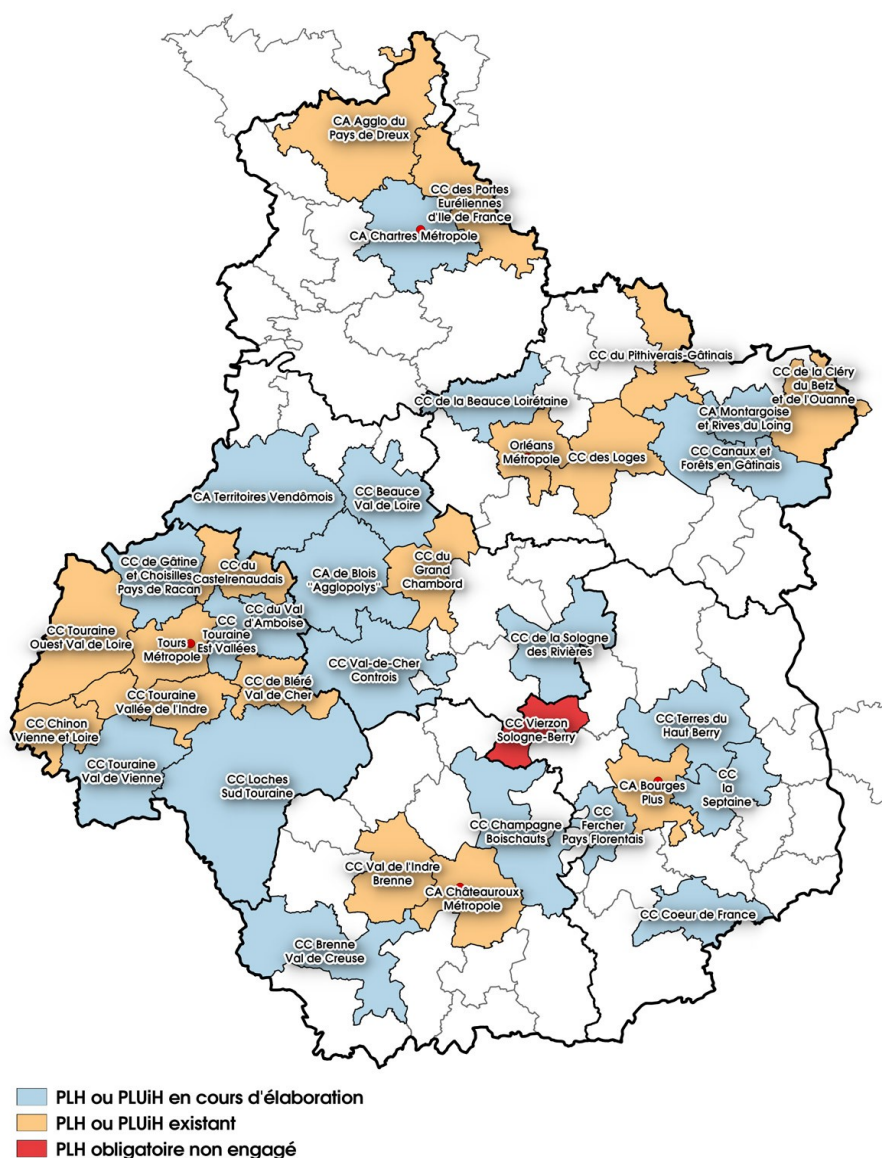 CA Agglo du
Pays de Dreux
CC des Portes
Euréliennes
d'Ile de France
CA Chartres Métropole
CC du Pithiverais-Gâtinais
CC de la Cléry
du Betz
et de l'Ouanne
CC de la Beauce Loirétaine
CA Montargoise
et Rives du Loing
Orléans
Métropole
CC des Loges
CC Canaux et
Forêts en Gâtinais
CA Territoires Vendômois
CC Beauce
Val de Loire
CC de Gâtine
et Choisilles
Pays de Racan
CC du
Castelrenaudais
CA de Blois
"Agglopolys"
CC du
Grand
Chambord
CC du Val
d'Amboise
CC
Touraine
Est Vallées
CC Touraine
Ouest Val de Loire
Tours
Métropole
CC de la Sologne
des Rivières
CC Val-de-Cher
Controis
CC de Bléré
Val de Cher
CC Touraine
Vallée de l'Indre
CC Chinon
Vienne et Loire
CC Vierzon
Sologne-Berry
CC Terres du
Haut Berry
CC Touraine
Val de Vienne
CC Loches
Sud Touraine
CA Bourges
Plus
CC
la
Septaine
CC Champagne
Boischauts
CC
Fercher
Pays Florentais
CC Val de l'Indre
Brenne
CA Châteauroux
Métropole
CC Coeur de France
CC Brenne
Val de Creuse
PLH ou PLUiH en cours d'élaboration
PLH ou PLUiH existant
PLH obligatoire non engagé